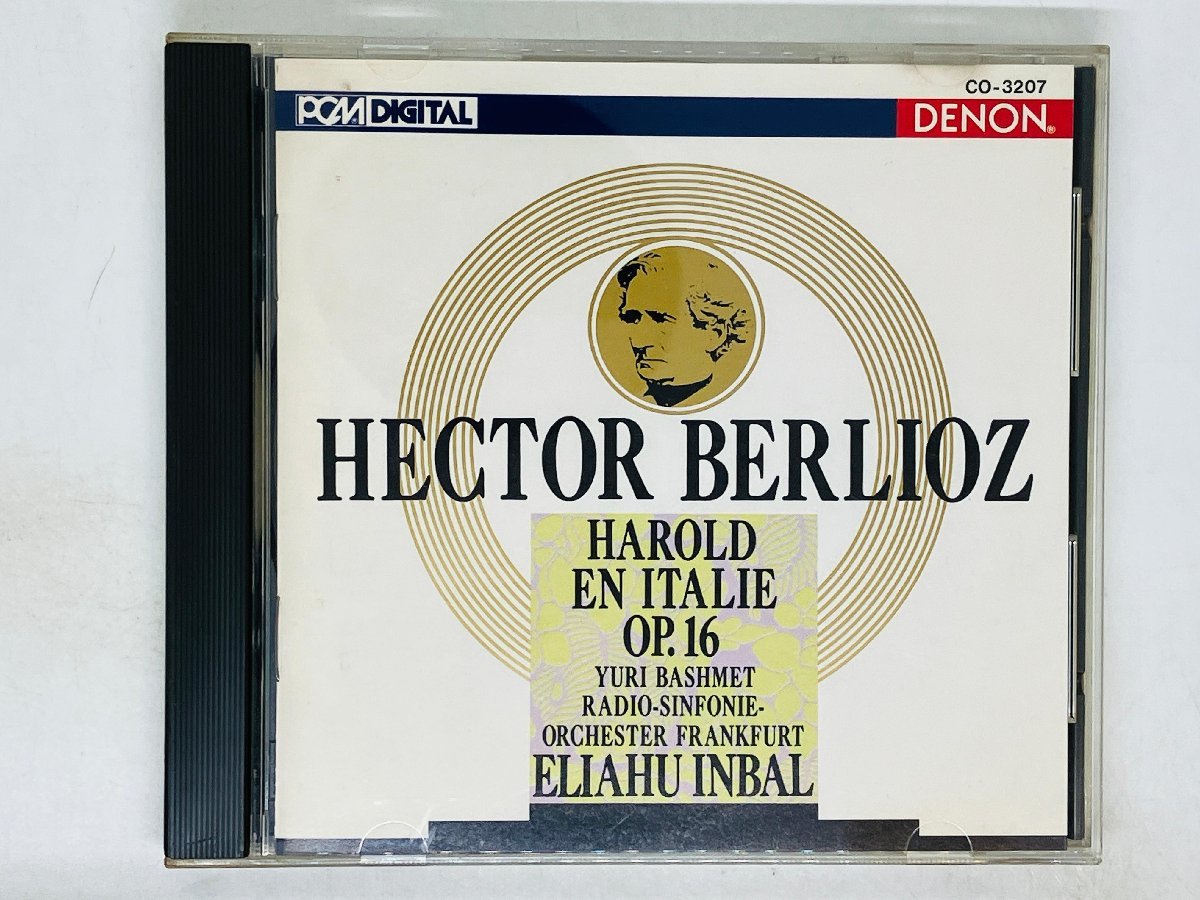 CO-3207
PCM DIGITAL
DENON®
HECTOR BERLIOZ
HAROLD
EN ITALIE
OP.16
YURI BASHMET
RADIO-SINFONIE-
ORCHESTER FRANKFURT
ELIAHU INBAL